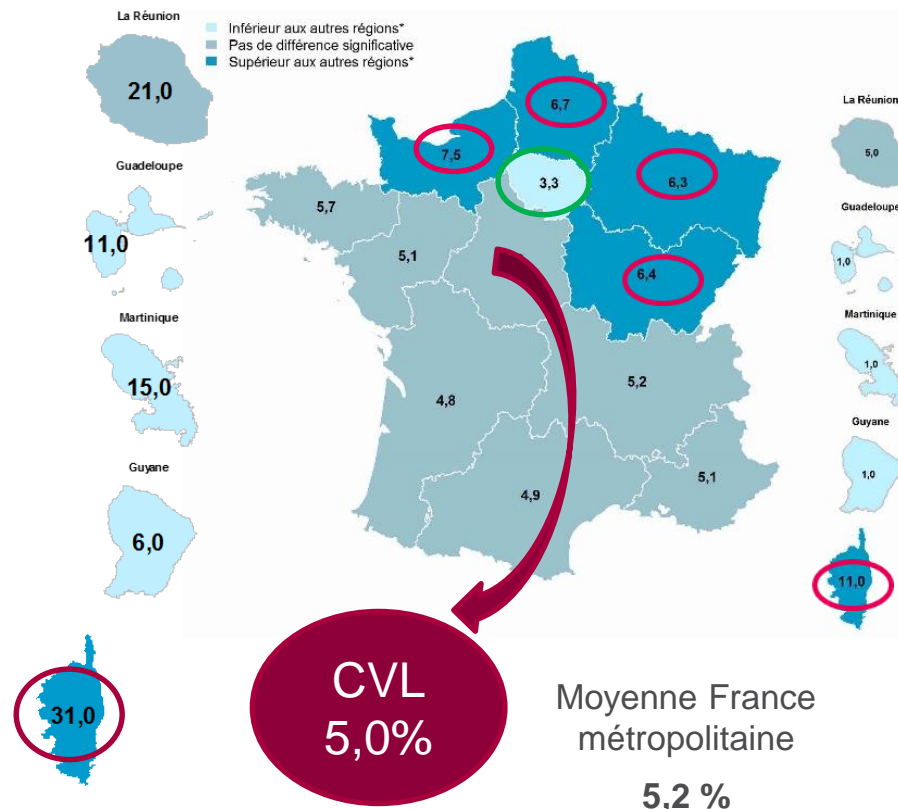 La Réunion
21,0
Guadeloupe
11,0
Martinique
15,0
Guyane
6,0
31,0
Inférieur aux autres régions*
Pas de différence significative
Supérieur aux autres régions*
6,7
7,5
3,3
6,3
5,7
5,1
6,4
5,2
4,8
4,9
5,1
La Réunion
5,0
Guadeloupe
1,0
Martinique
1,0
Guyane
1,0
11,0
CVL
5,0%
Moyenne France
métropolitaine
5,2 %